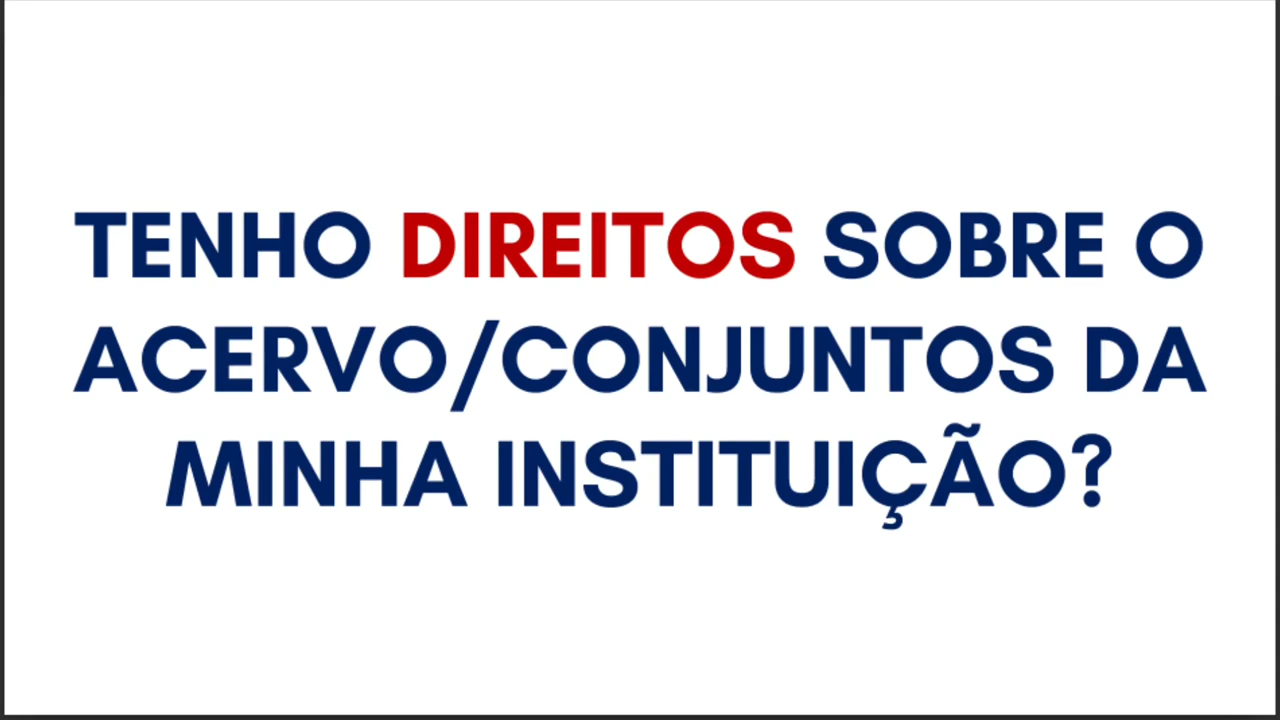 TENHO DIREITOS SOBRE O
ACERVO/CONJUNTOS DA
MINHA INSTITUIÇÃO?